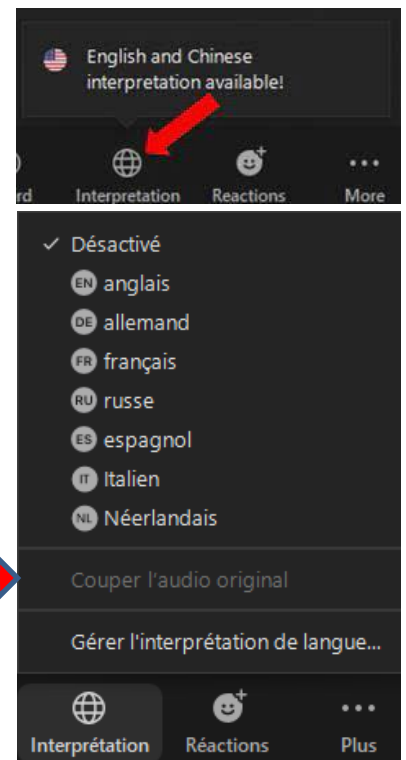 English and Chinese
interpretation available!
rd Interpretation Reactions More
Désactivé
EN anglais
DE allemand
FR français
RU russe
ES espagnol
IT Italien
NL Néerlandais
Couper l'audio original
Gérer l'interprétation de langue...
Interprétation Réactions Plus